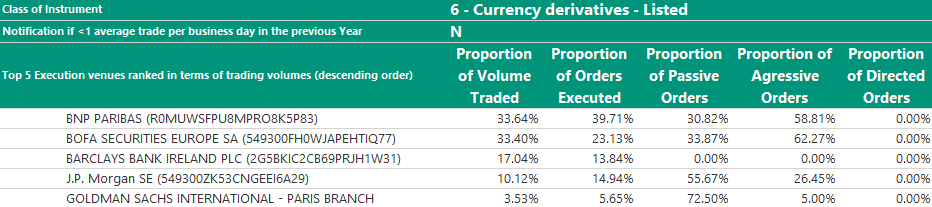 Class of Instrument 6 - Currency derivatives - Listed
Notification if <1 average trade per business day in the previous Year N
Top 5 Execution venues ranked in terms of trading volumes (descending order) Proportion of Volume Traded Proportion of Orders Executed Proportion of Passive Orders Proportion of Agressive Orders Proportion of Directed Orders
BNP PARIBAS (R0MUWSFPU8MPRO8K5P83) 33.64% 39.71% 30.82% 58.81% 0.00%
BOFA SECURITIES EUROPE SA (549300FH0WJAPEHTIQ77) 33.40% 23.13% 33.87% 62.27% 0.00%
BARCLAYS BANK IRELAND PLC (2G5BKIC2CB69PRJH1W31) 17.04% 13.84% 0.00% 0.00% 0.00%
J.P. Morgan SE (549300ZK53CNGEEI6A29) 10.12% 14.94% 55.67% 26.45% 0.00%
GOLDMAN SACHS INTERNATIONAL - PARIS BRANCH 3.53% 5.65% 72.50% 5.00% 0.00%